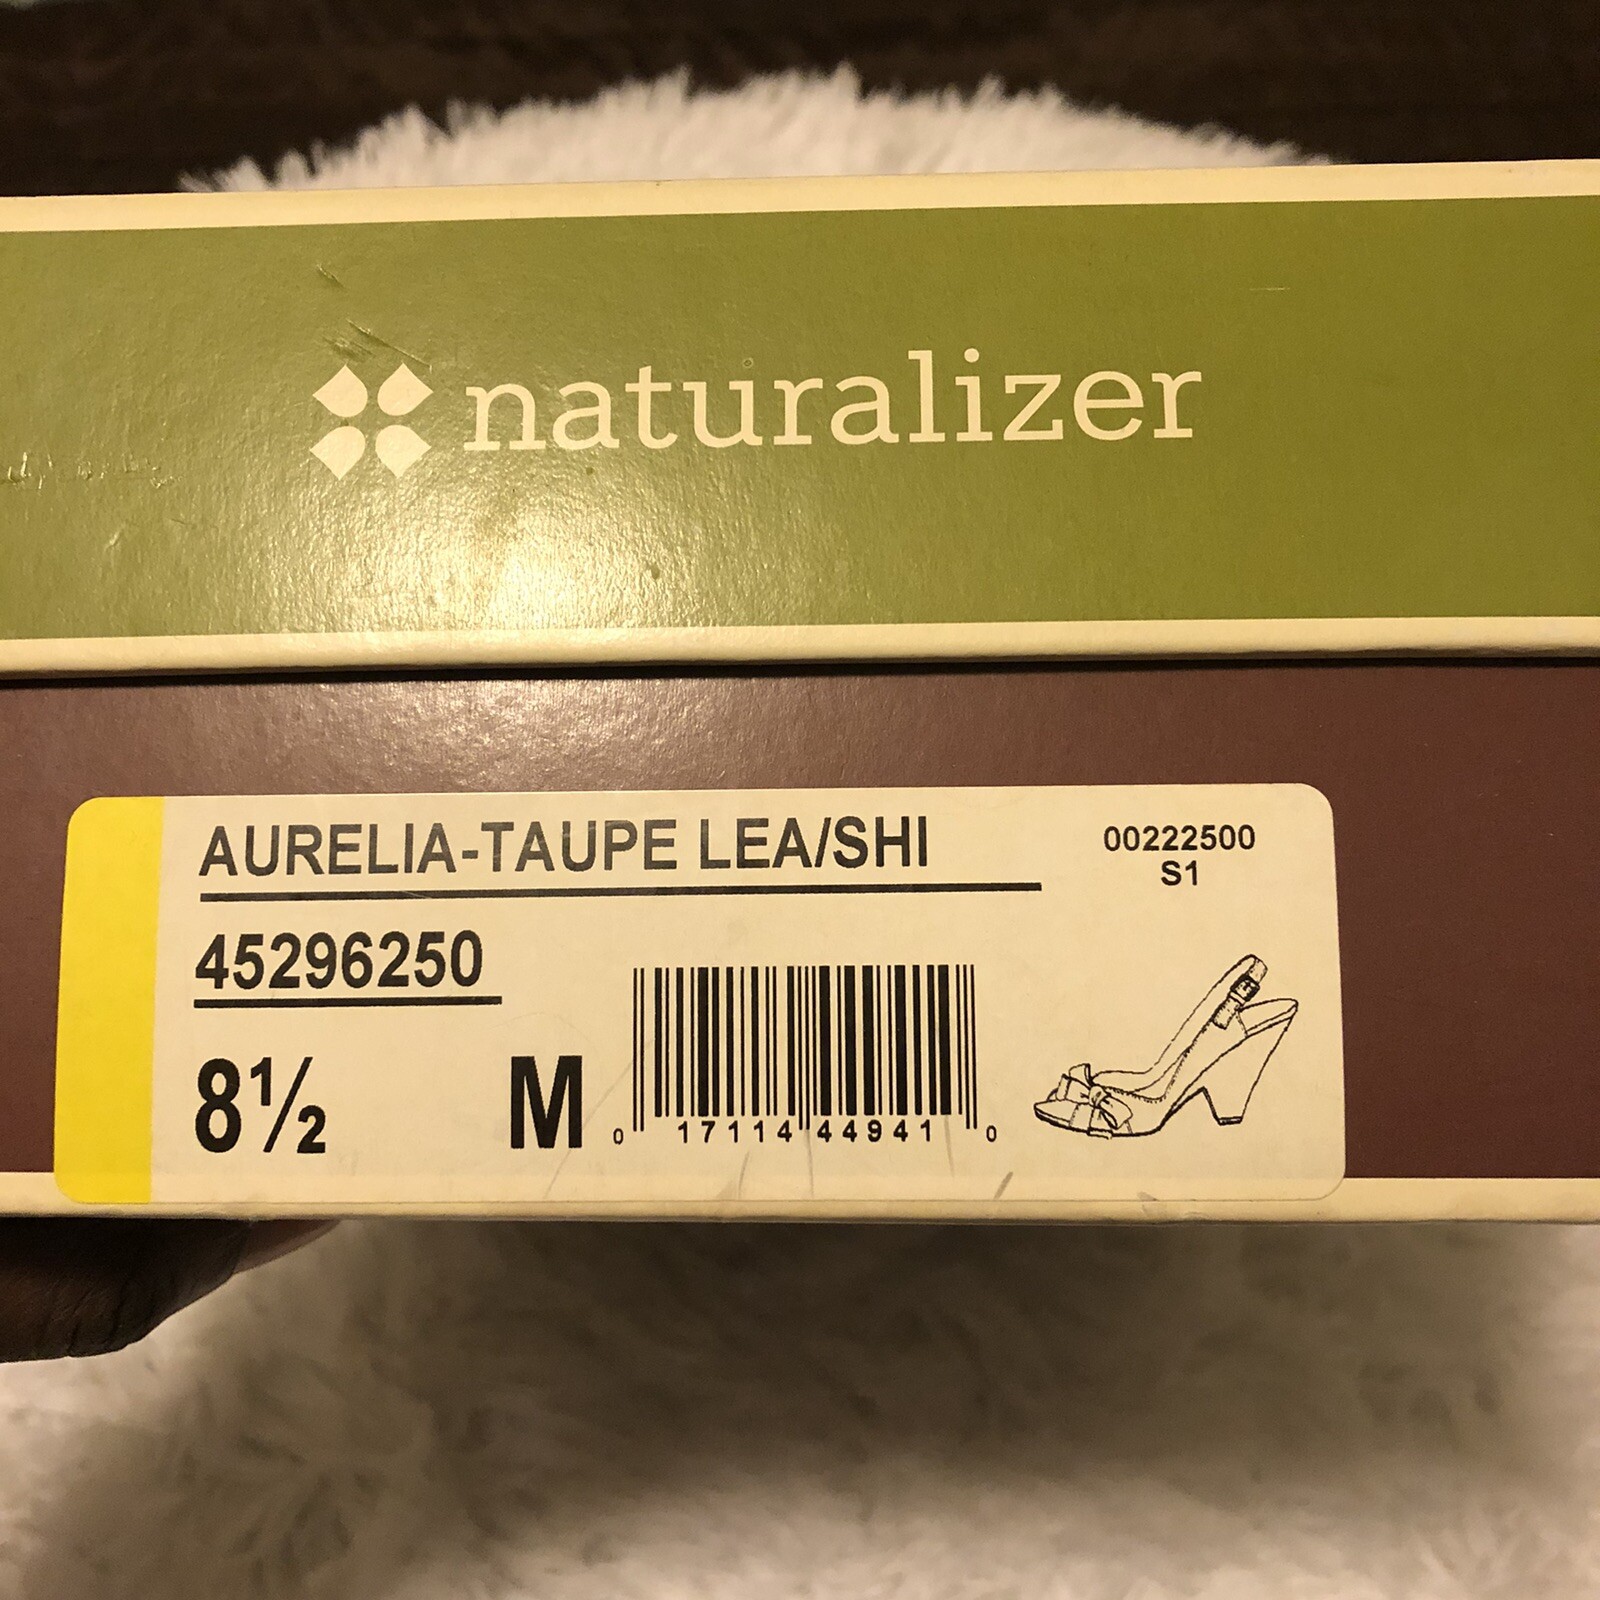 naturalizer
AURELIA-TAUPE LEA/SHI
00222500
S1
45296250
8½ M
0 17114 44941 0